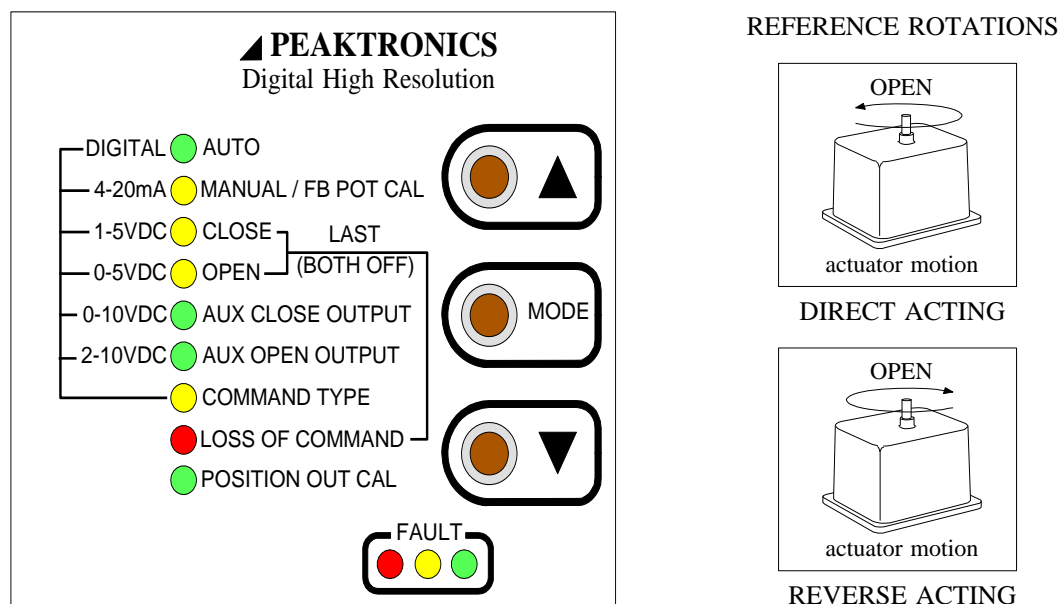 PEAKTRONICS
Digital High Resolution
DIGITAL AUTO
4-20mA MANUAL / FB POT CAL
1-5VDC CLOSE
LAST
(BOTH OFF)
0-5VDC OPEN
0-10VDC AUX CLOSE OUTPUT
2-10VDC AUX OPEN OUTPUT
COMMAND TYPE
LOSS OF COMMAND
POSITION OUT CAL
MODE
FAULT
REFERENCE ROTATIONS
OPEN
actuator motion
DIRECT ACTING
OPEN
actuator motion
REVERSE ACTING